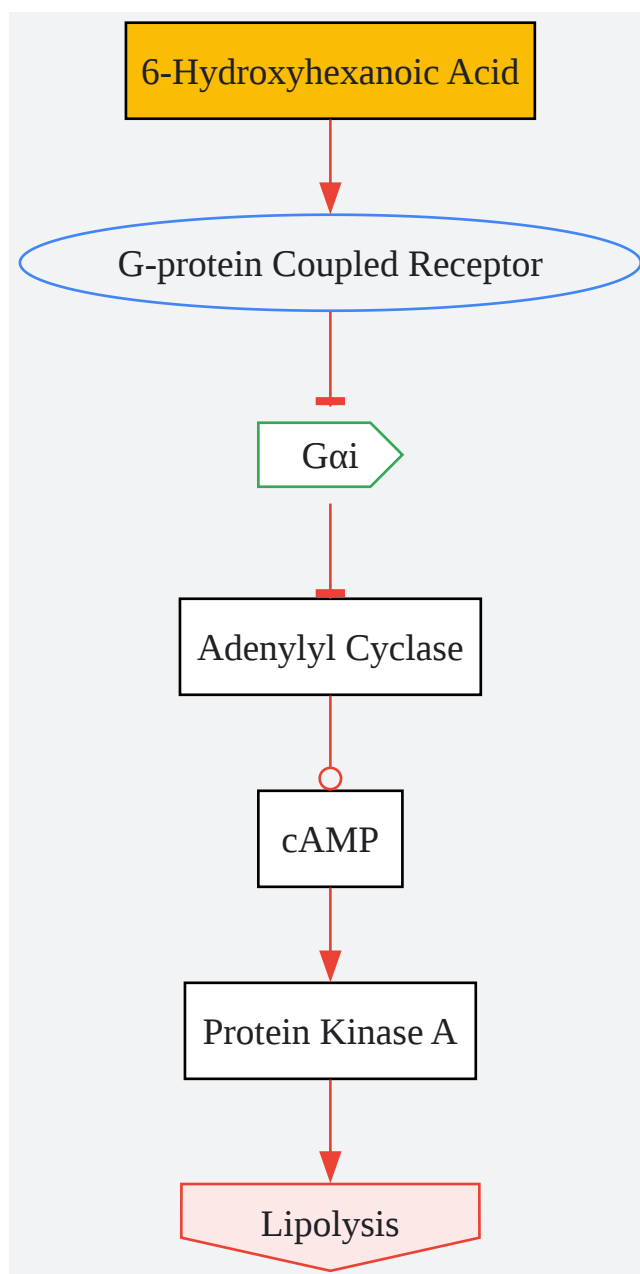 6-Hydroxyhexanoic Acid
G-protein Coupled Receptor
Gαi
Adenylyl Cyclase
cAMP
Protein Kinase A
Lipolysis